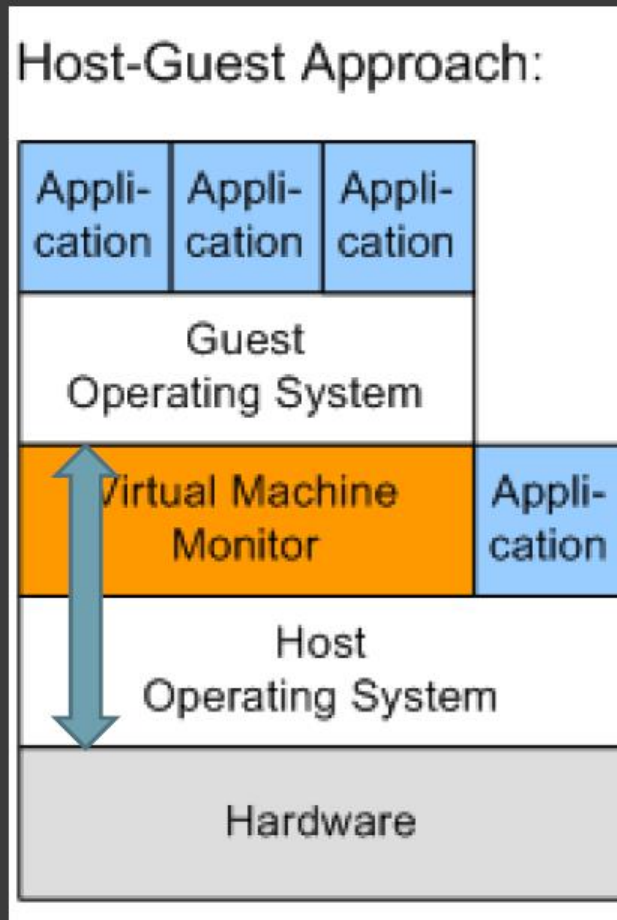 Host-Guest Approach:
Appli-
cation
Appli-
cation
Appli-
cation
Guest
Operating System
Virtual Machine
Monitor
Appli-
cation
Host
Operating System
Hardware